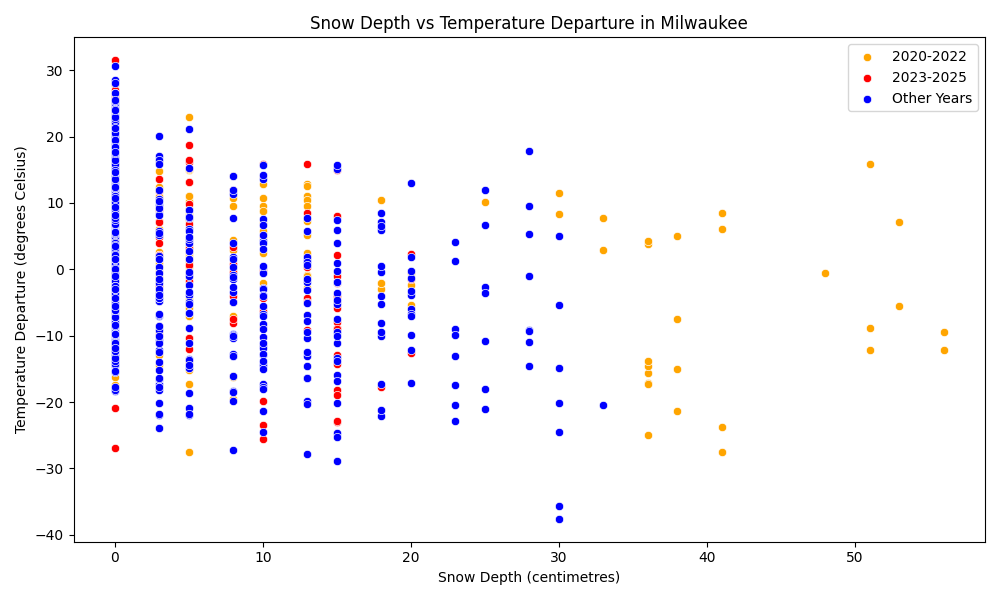 Snow Depth vs Temperature Departure in Milwaukee
2020-2022
2023-2025
Other Years
Temperature Departure (degrees Celsius)
30
20
10
0
−10
−20
−30
−40
0 10 20 30 40 50
Snow Depth (centimetres)